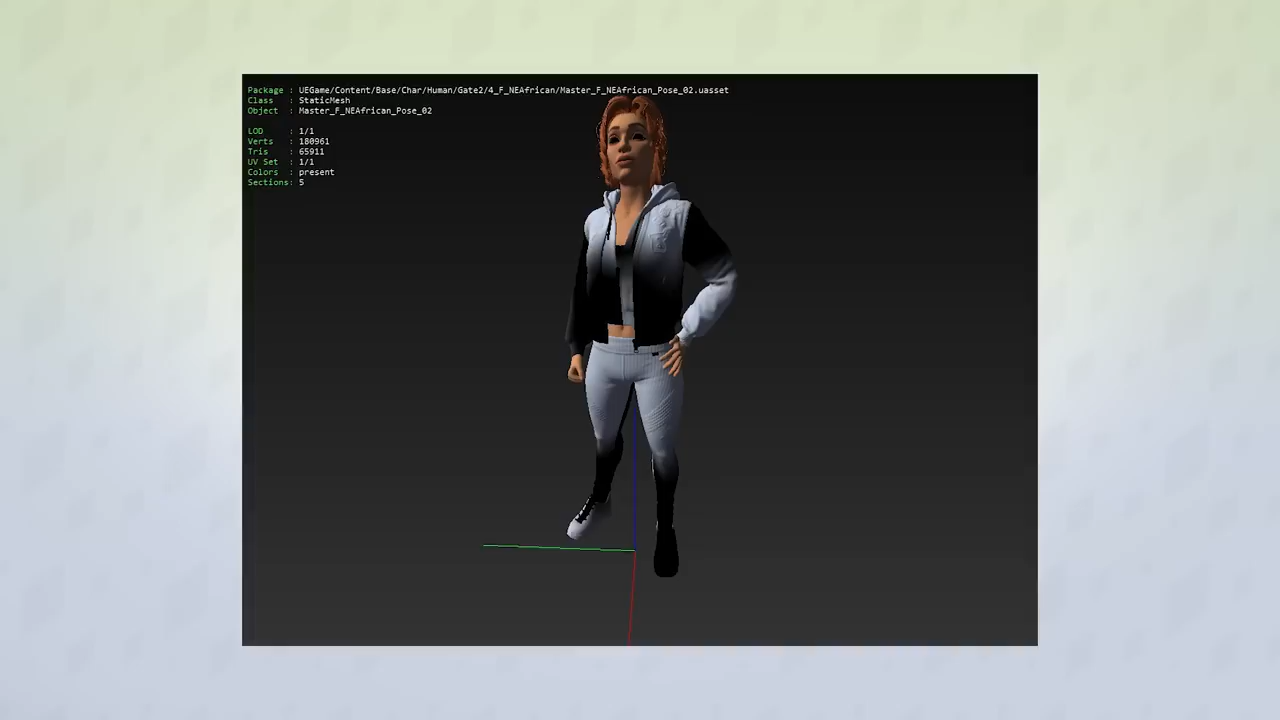 Package : UEGame/Content/Base/Char/Human/Gate2/4_F_NEAfrican/Master_F_NEAfrican_Pose_02.uasset
Class : StaticMesh
Object : Master_F_NEAfrican_Pose_02
LOD : 1/1
Verts : 180961
Tris : 65911
UV Set : 1/1
Colors : present
Sections: 5